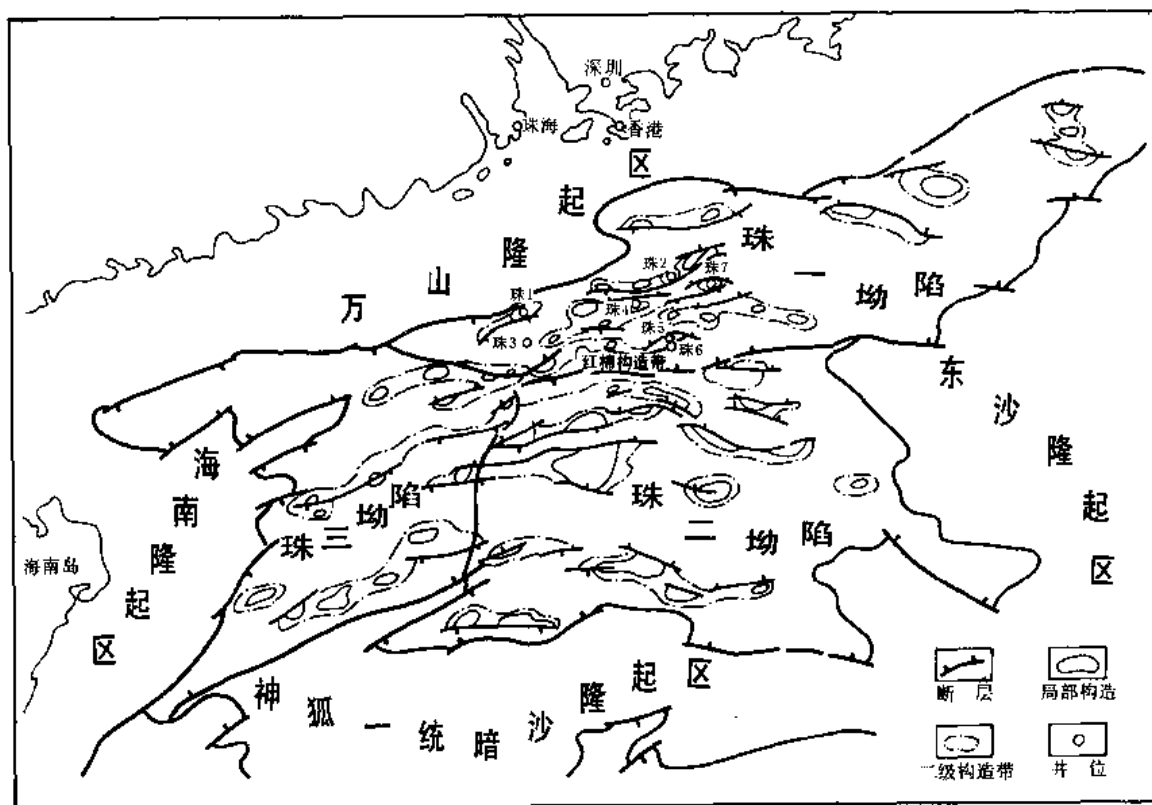 深圳
珠海
香港
万山隆起区
珠一坳陷
珠2
珠7
珠1
珠4
珠5
珠3
珠6
红棉构造带
东沙隆起区
海南隆起区
珠三坳陷
珠二坳陷
海南岛
神狐一统暗沙隆起区
断层
局部构造
二级构造带
井位